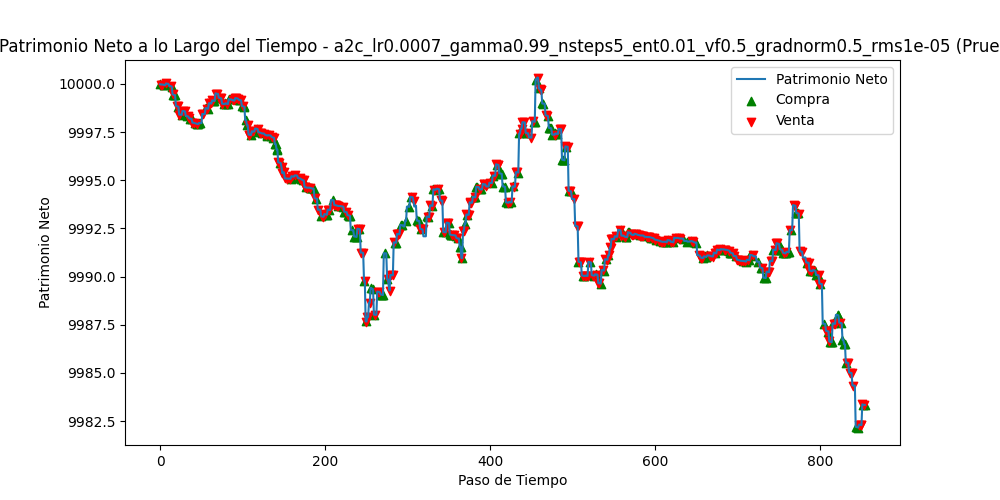 Patrimonio Neto a lo Largo del Tiempo - a2c_lr0.0007_gamma0.99_nsteps5_ent0.01_vf0.5_gradnorm0.5_rms1e-05 (Prue
Patrimonio Neto
Compra
Venta
10000.0
9997.5
9995.0
9992.5
9990.0
9987.5
9985.0
9982.5
Patrimonio Neto
0 200 400 600 800
Paso de Tiempo